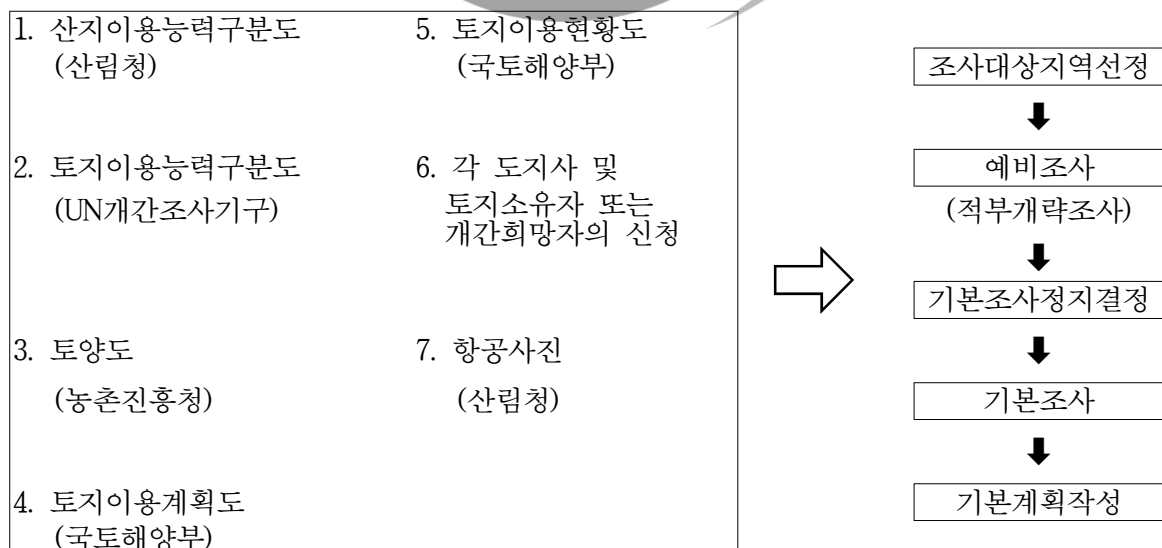 1. 산지이용능력구분도
(산림청)
2. 토지이용능력구분도
(UN개간조사기구)
3. 토양도
(농촌진흥청)
4. 토지이용계획도
(국토해양부)
5. 토지이용현황도
(국토해양부)
6. 각 도지사 및
토지소유자 또는
개간희망자의 신청
7. 항공사진
(산림청)
조사대상지역선정
예비조사
(적부개략조사)
기본조사정지결정
기본조사
기본계획작성